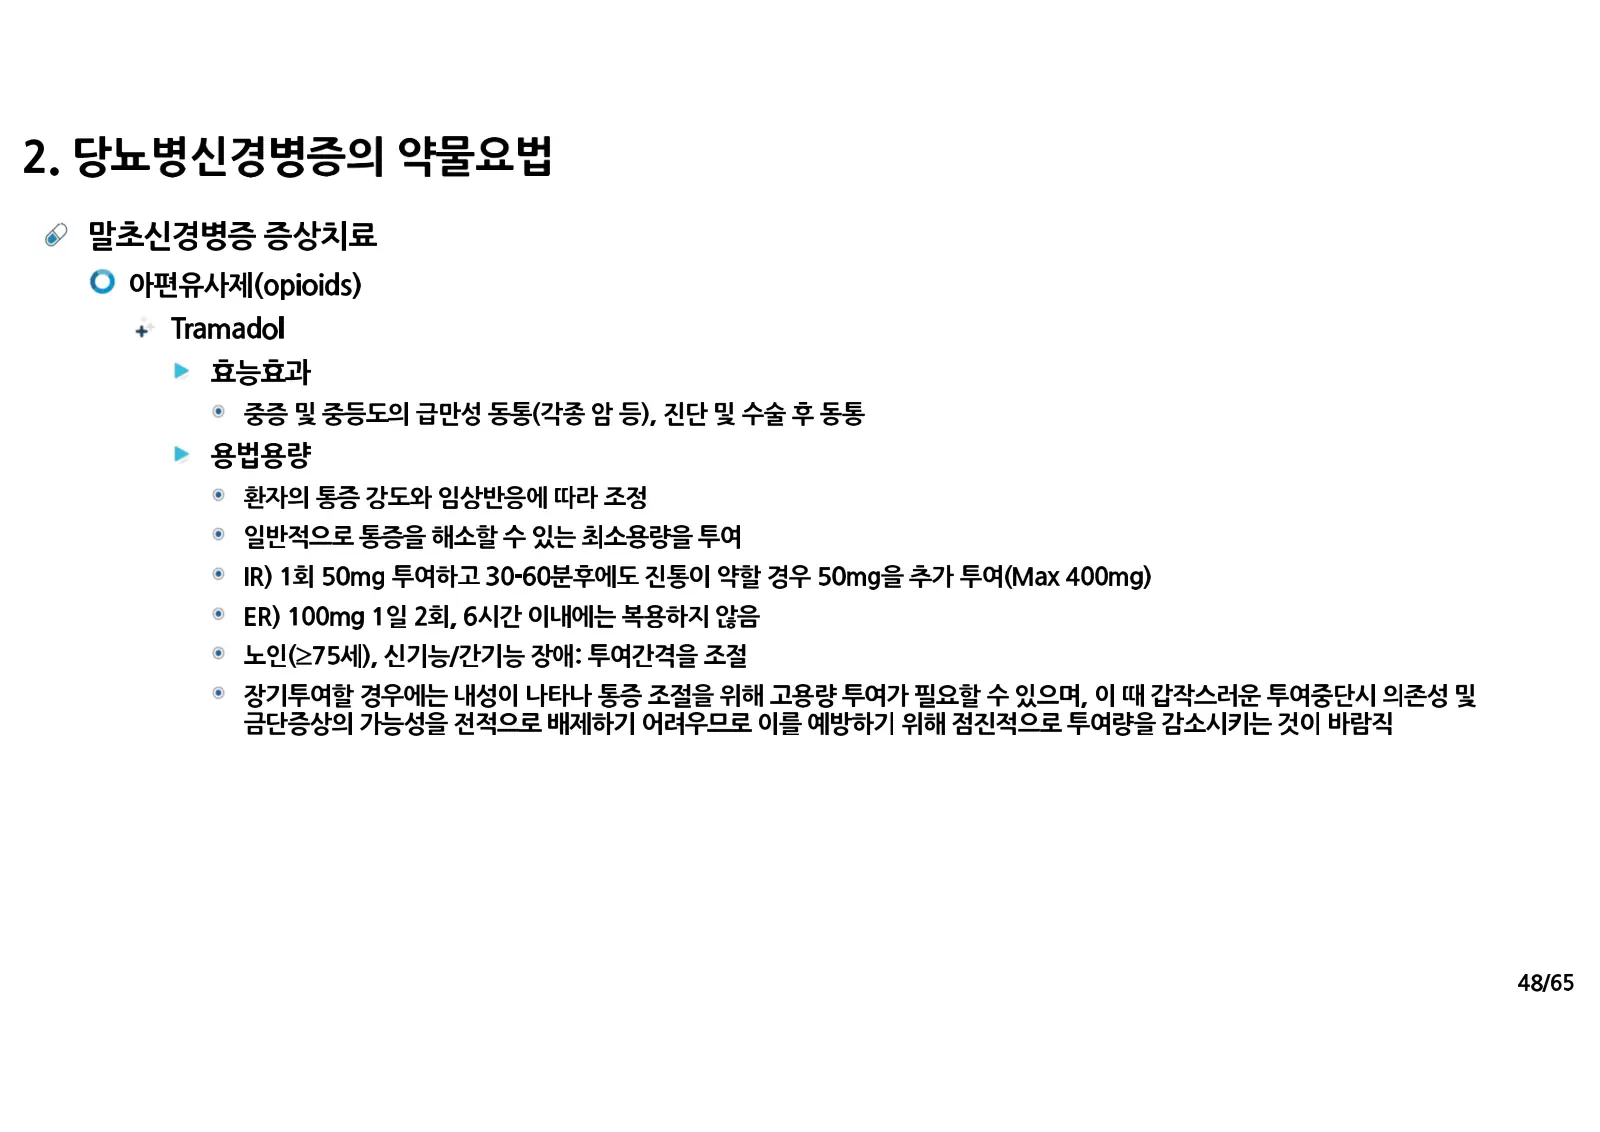 2. 당뇨병신경병증의 약물요법
말초신경병증 증상치료
아편유사제(opioids)
Tramadol
효능효과
중증 및 중등도의 급만성 동통(각종 암 등), 진단 및 수술 후 동통
용법용량
환자의 통증 강도와 임상반응에 따라 조정
일반적으로 통증을 해소할 수 있는 최소용량을 투여
IR) 1회 50mg 투여하고 30-60분후에도 진통이 약할 경우 50mg을 추가 투여(Max 400mg)
ER) 100mg 1일 2회, 6시간 이내에는 복용하지 않음
노인(≥75세), 신기능/간기능 장애: 투여간격을 조절
장기투여할 경우에는 내성이 나타나 통증 조절을 위해 고용량 투여가 필요할 수 있으며, 이 때 갑작스러운 투여중단시 의존성 및
금단증상의 가능성을 전적으로 배제하기 어려우므로 이를 예방하기 위해 점진적으로 투여량을 감소시키는 것이 바람직
48/65